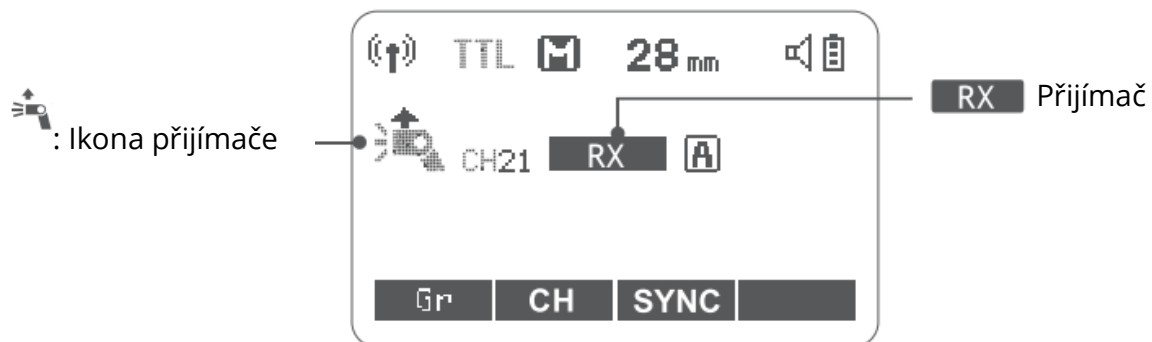 TTL M 28 mm
RX Přijímač
: Ikona přijímače
CH21 RX A
Gr CH SYNC